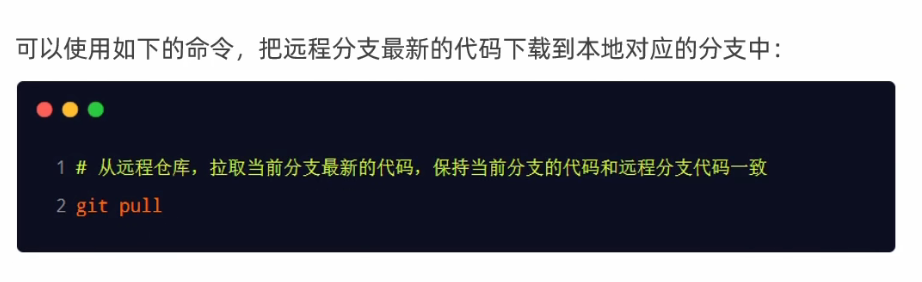 可以使用如下的命令，把远程分支最新的代码下载到本地对应的分支中：
1 # 从远程仓库，拉取当前分支最新的代码，保持当前分支的代码和远程分支代码一致
2 git pull